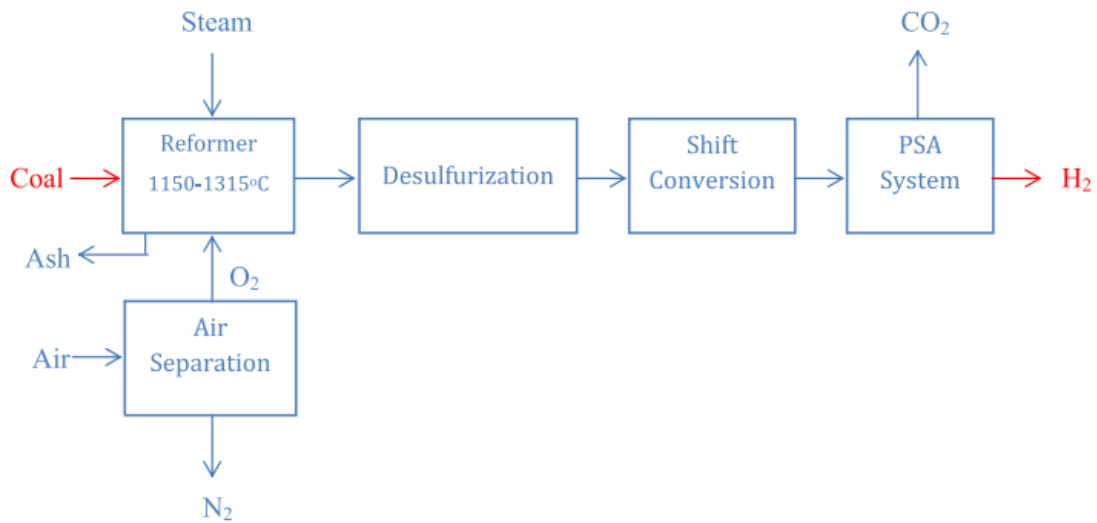 Steam
CO₂
Reformer
1150-1315ºC
Desulfurization
Shift
Conversion
PSA
System
Coal
H₂
Ash
O₂
Air
Separation
Air
N₂